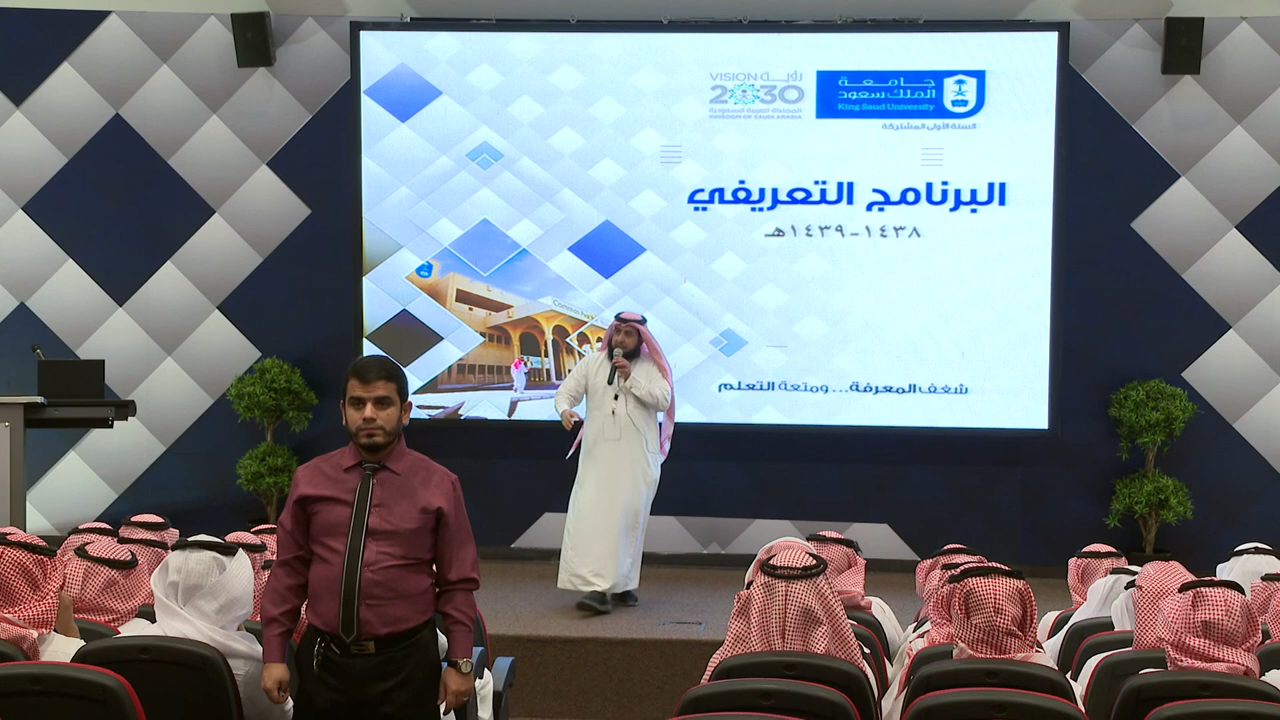 VISION رؤية
2030
المملكة العربية السعودية
KINGDOM OF SAUDI ARABIA
جامعة
الملك سعود
King Saud University
السنة الأولى المشتركة
البرنامج التعريفي
١٤٣٨-١٤٣٩هـ
شغف المعرفة...ومتعة التعلم